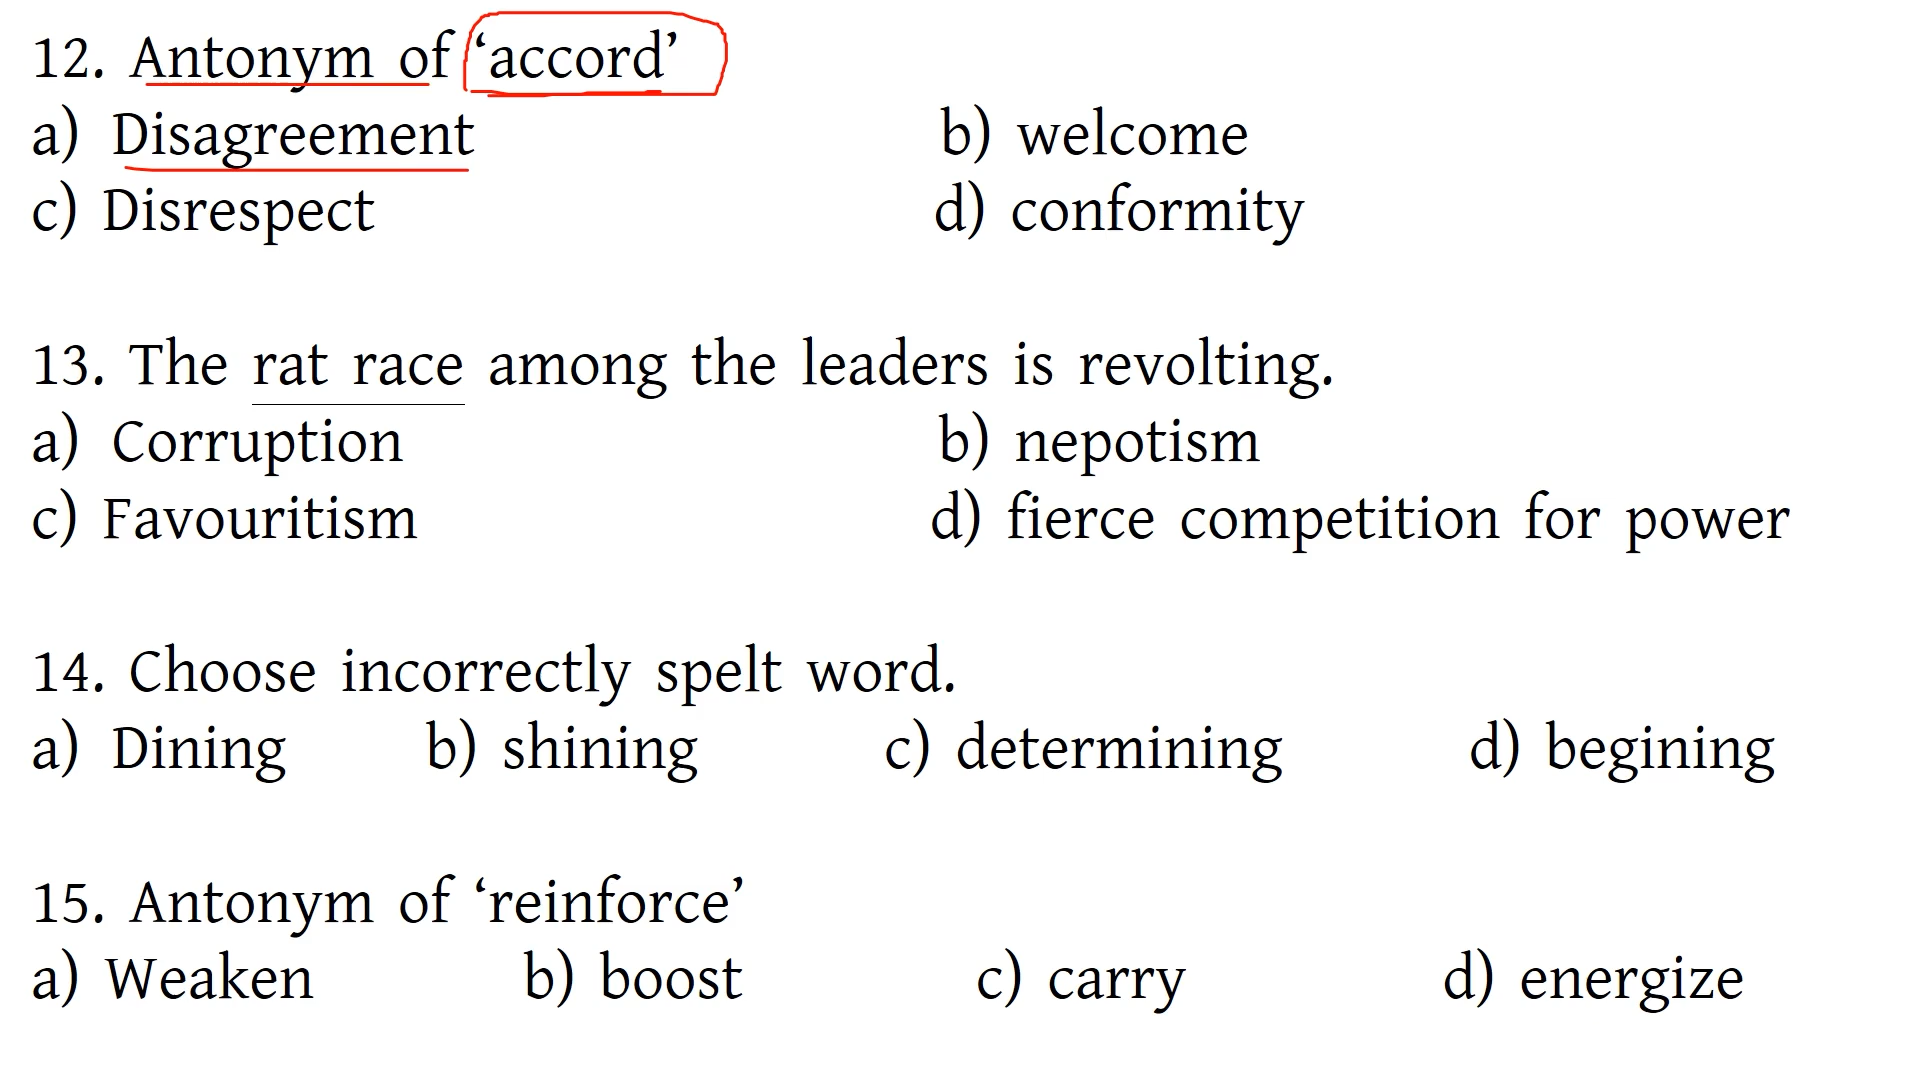 12. Antonym of ‘accord’
a) Disagreement b) welcome
c) Disrespect d) conformity
13. The rat race among the leaders is revolting.
a) Corruption b) nepotism
c) Favouritism d) fierce competition for power
14. Choose incorrectly spelt word.
a) Dining b) shining c) determining d) begining
15. Antonym of ‘reinforce’
a) Weaken b) boost c) carry d) energize